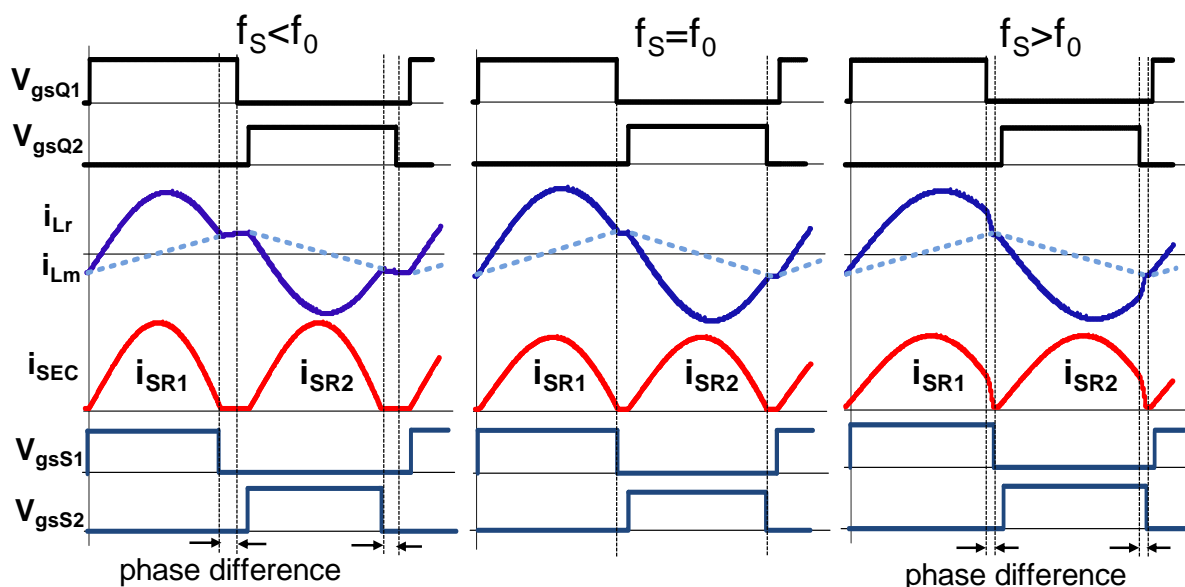 fS<f0 fS=f0 fS>f0
VgsQ1
VgsQ2
iLr
iLm
iSEC iSR1 iSR2 iSR1 iSR2 iSR1 iSR2
VgsS1
VgsS2
phase difference phase difference